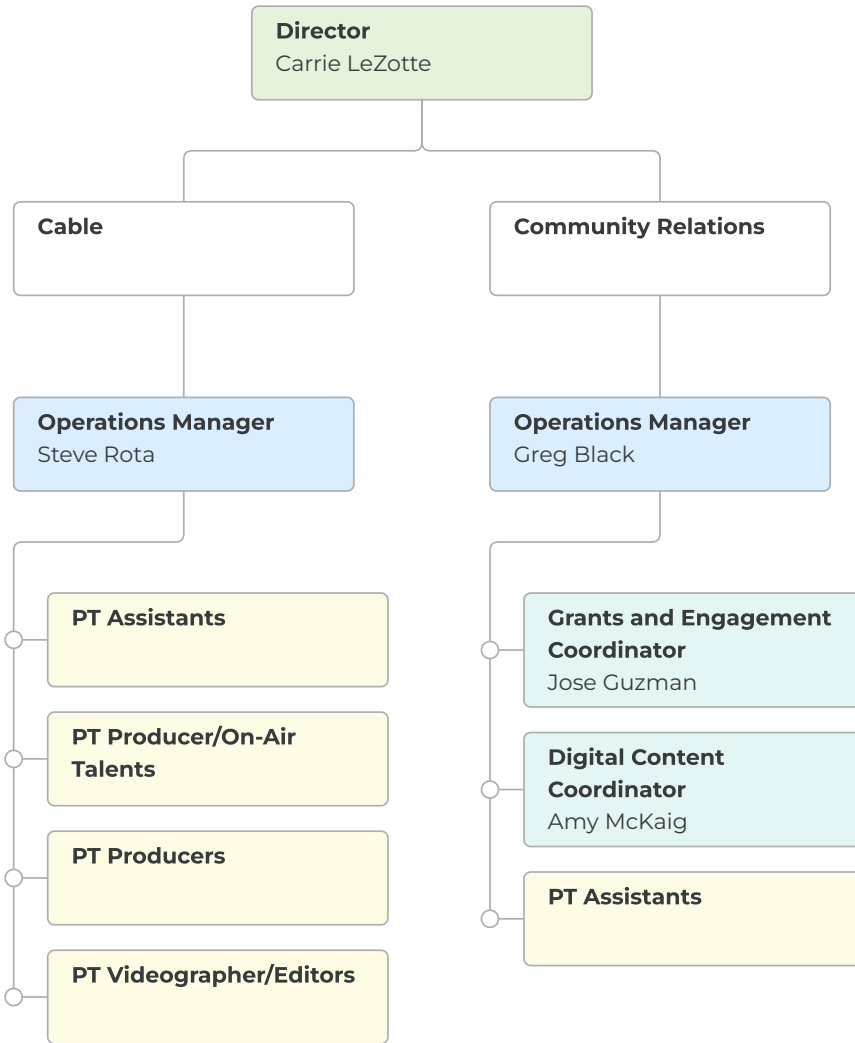 Director
Carrie LeZotte
Cable
Community Relations
Operations Manager
Steve Rota
Operations Manager
Greg Black
PT Assistants
PT Producer/On-Air
Talents
PT Producers
PT Videographer/Editors
Grants and Engagement
Coordinator
Jose Guzman
Digital Content
Coordinator
Amy McKaig
PT Assistants